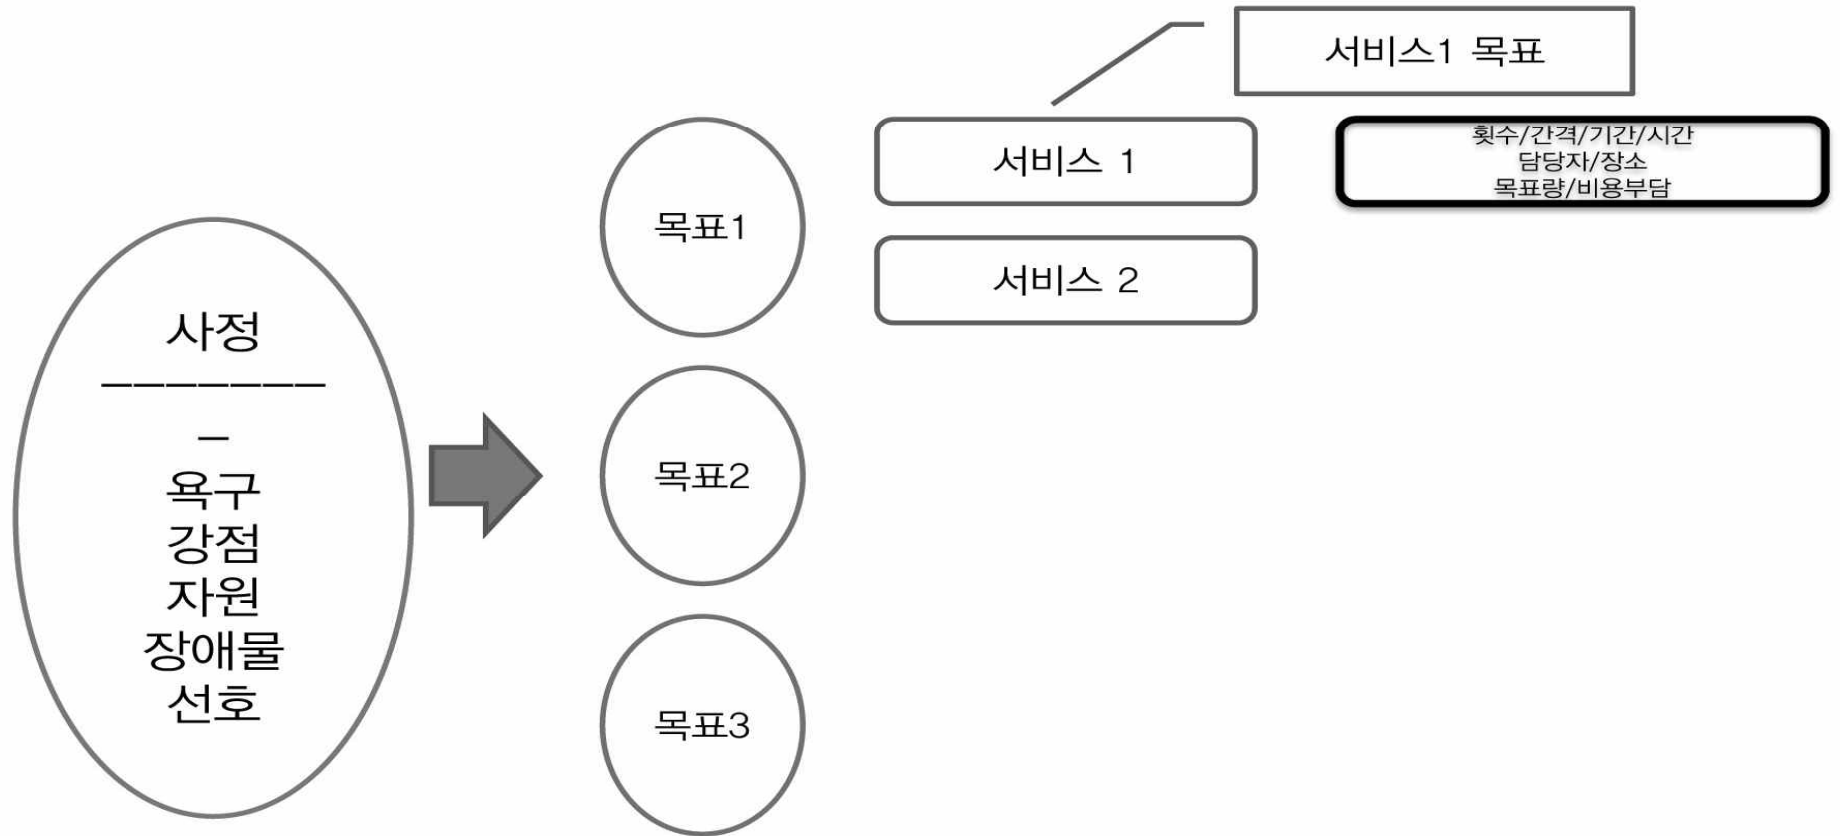 사정
-------
-
욕구
강점
자원
장애물
선호
목표1
목표2
목표3
서비스1 목표
서비스 1
서비스 2
횟수/간격/기간/시간
담당자/장소
목표량/비용부담